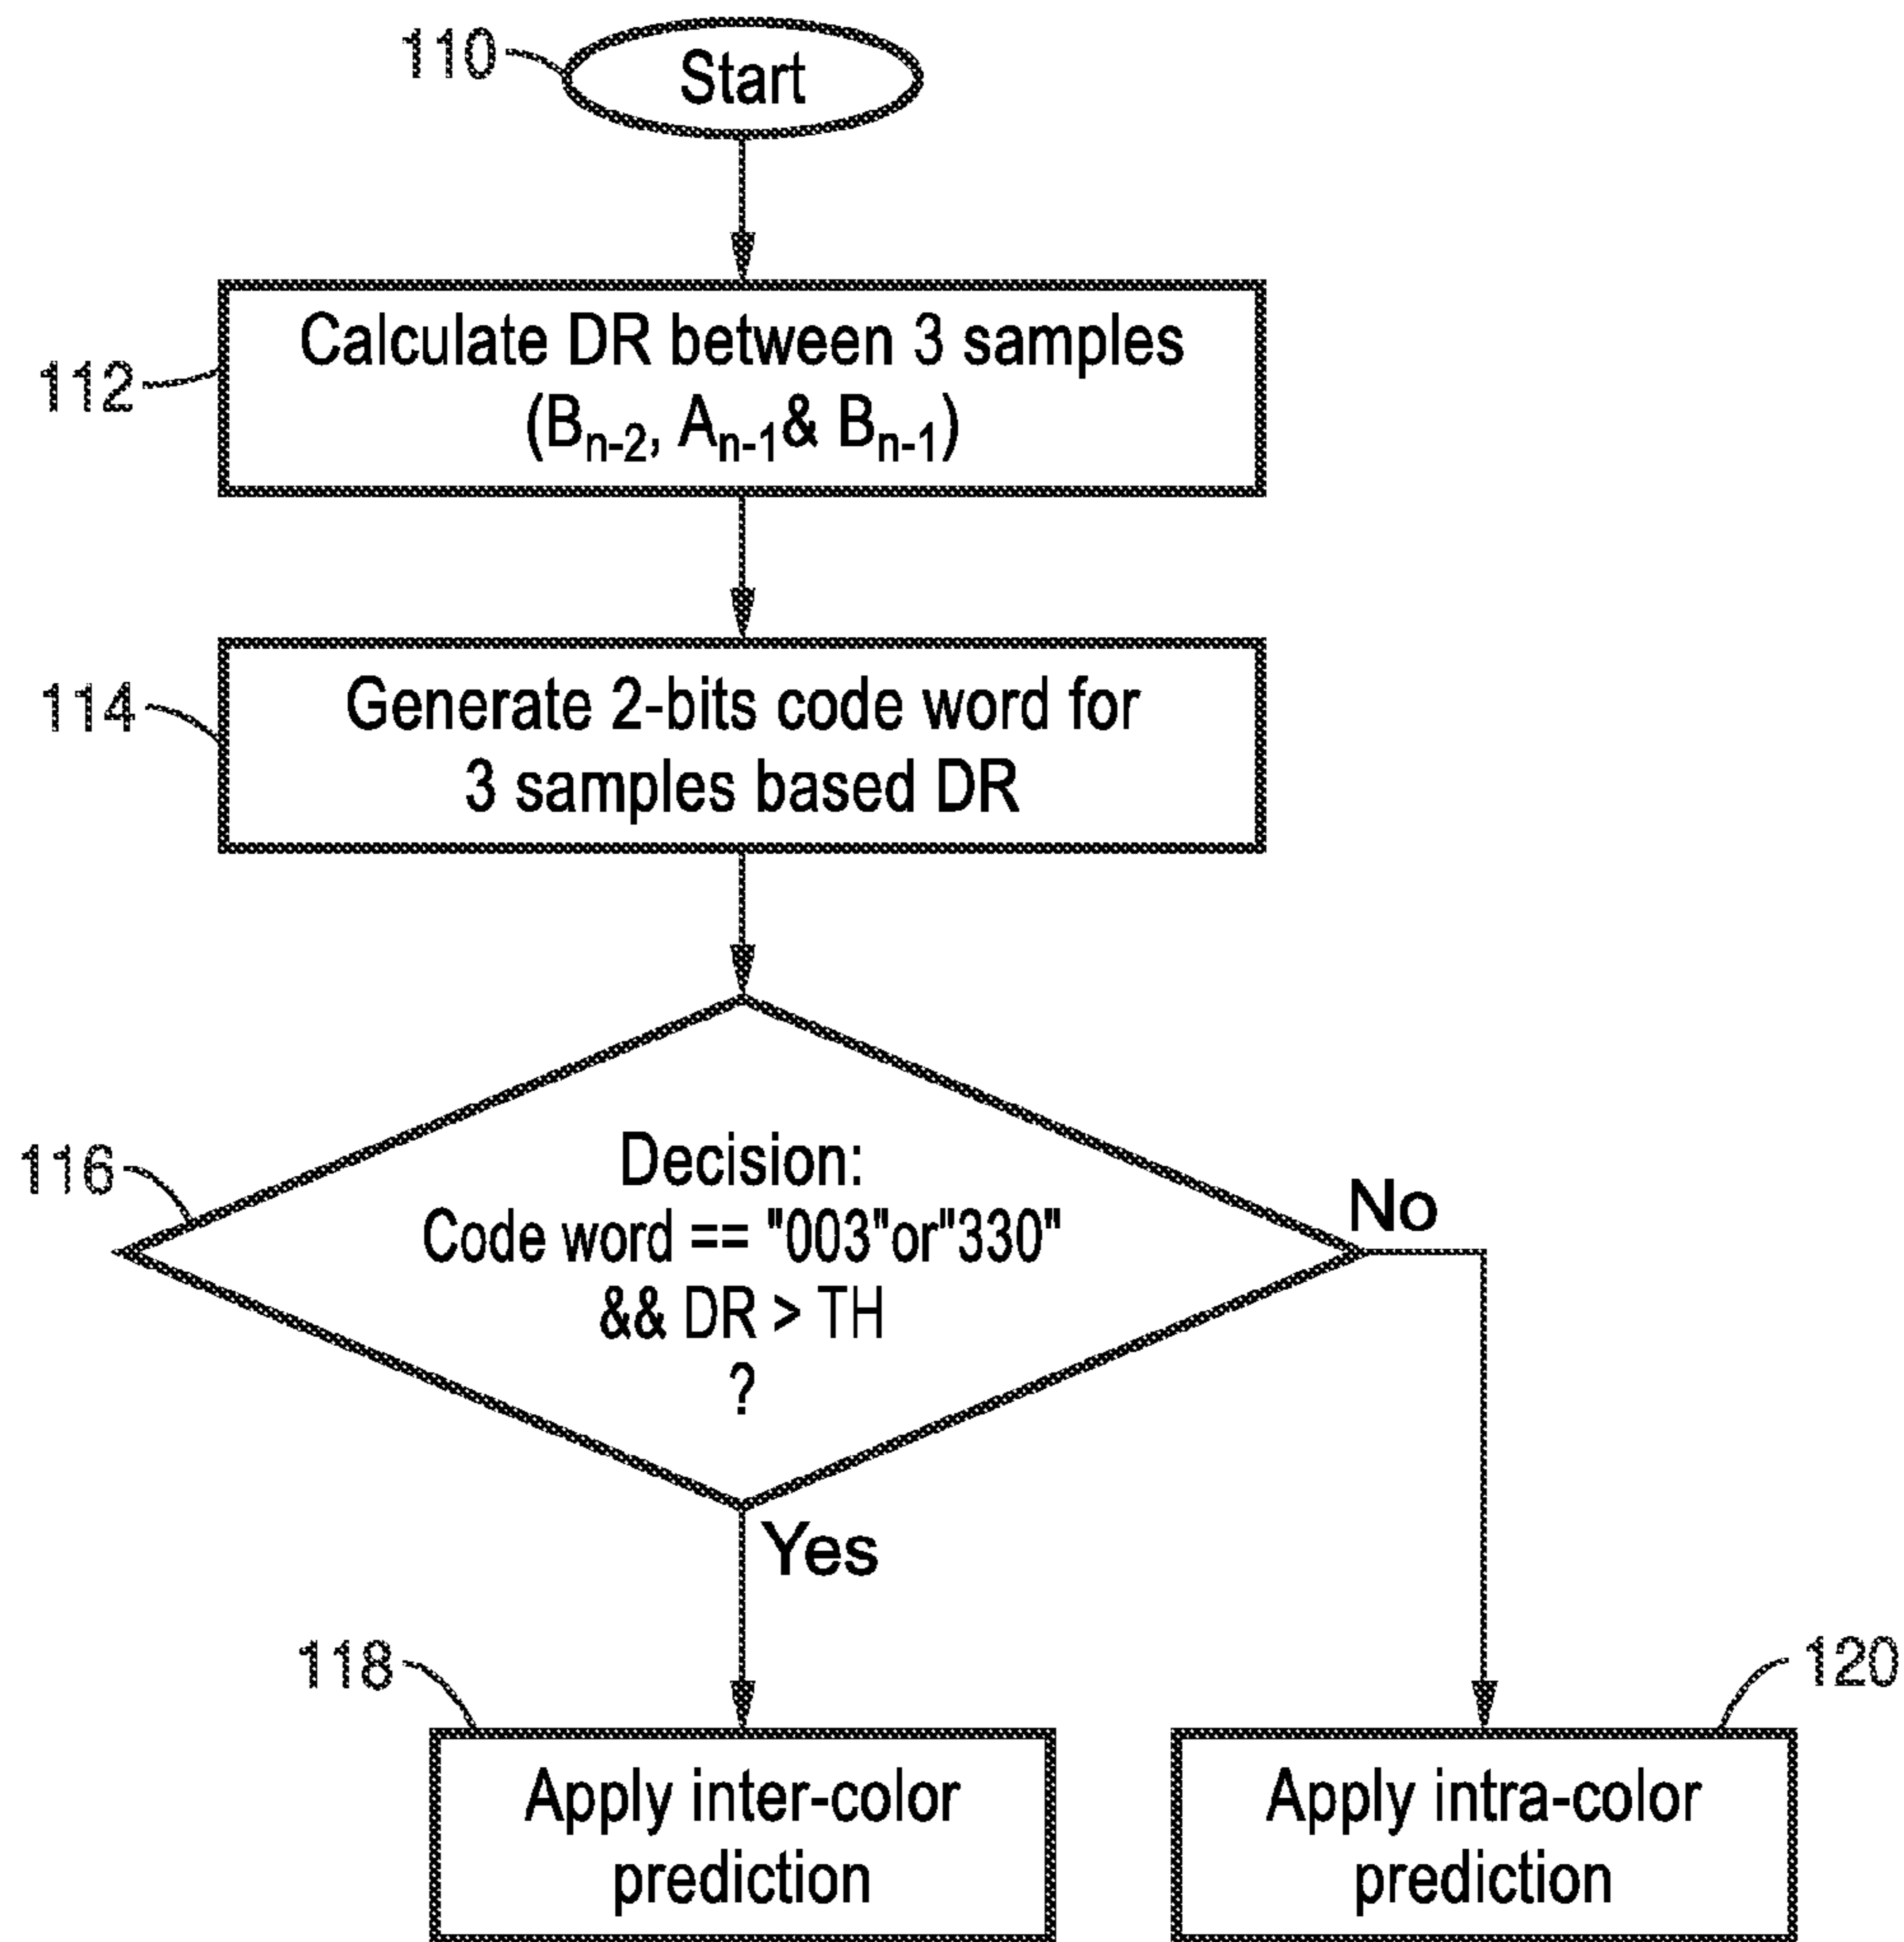 110
Start
Calculate DR between 3 samples
112
(Bn-2, An-1& Bn-1)
114
Generate 2-bits code word for
3 samples based DR
116
Decision:
Code word == "003"or"330"
&& DR > TH
?
No
Yes
118
120
Apply inter-color
prediction
Apply intra-color
prediction